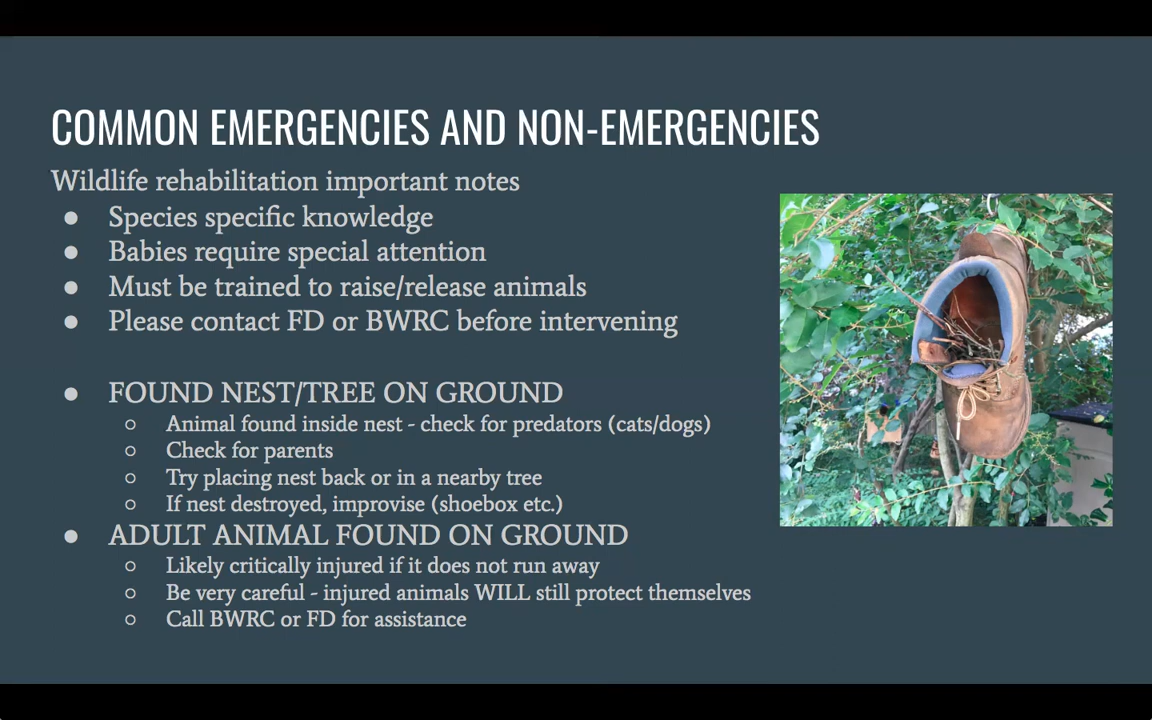 COMMON EMERGENCIES AND NON-EMERGENCIES
Wildlife rehabilitation important notes
● Species specific knowledge
● Babies require special attention
● Must be trained to raise/release animals
● Please contact FD or BWRC before intervening
● FOUND NEST/TREE ON GROUND
○ Animal found inside nest - check for predators (cats/dogs)
○ Check for parents
○ Try placing nest back or in a nearby tree
○ If nest destroyed, improvise (shoebox etc.)
● ADULT ANIMAL FOUND ON GROUND
○ Likely critically injured if it does not run away
○ Be very careful - injured animals WILL still protect themselves
○ Call BWRC or FD for assistance